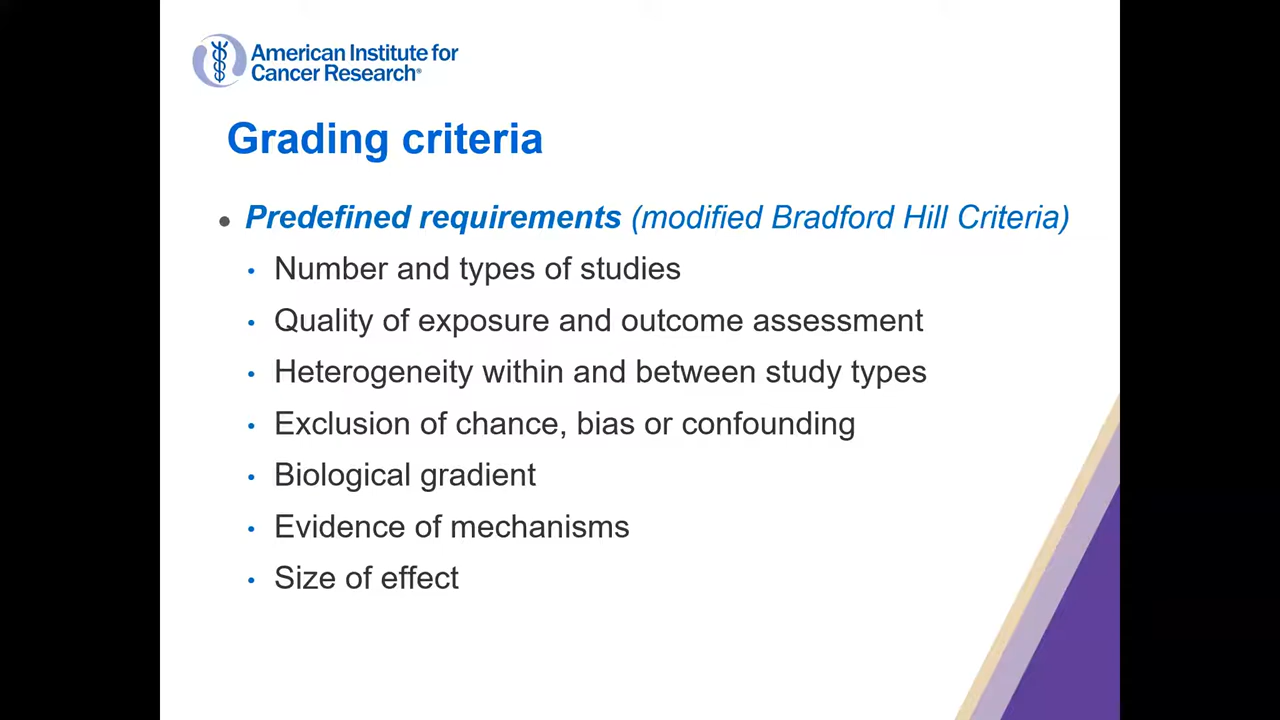 American Institute for
Cancer Research®
Grading criteria
● Predefined requirements (modified Bradford Hill Criteria)
• Number and types of studies
• Quality of exposure and outcome assessment
• Heterogeneity within and between study types
• Exclusion of chance, bias or confounding
• Biological gradient
• Evidence of mechanisms
• Size of effect